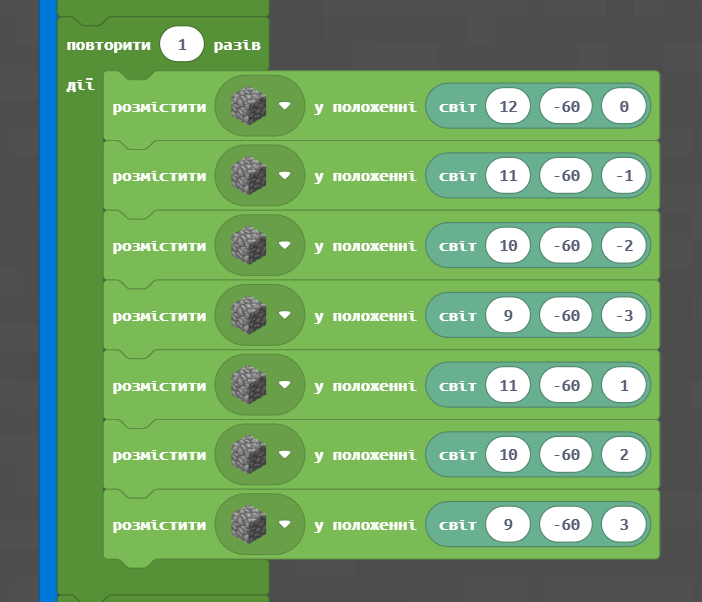 повторити 1 разів
дії
розмістити у положенні світ 12 -60 0
розмістити у положенні світ 11 -60 -1
розмістити у положенні світ 10 -60 -2
розмістити у положенні світ 9 -60 -3
розмістити у положенні світ 11 -60 1
розмістити у положенні світ 10 -60 2
розмістити у положенні світ 9 -60 3